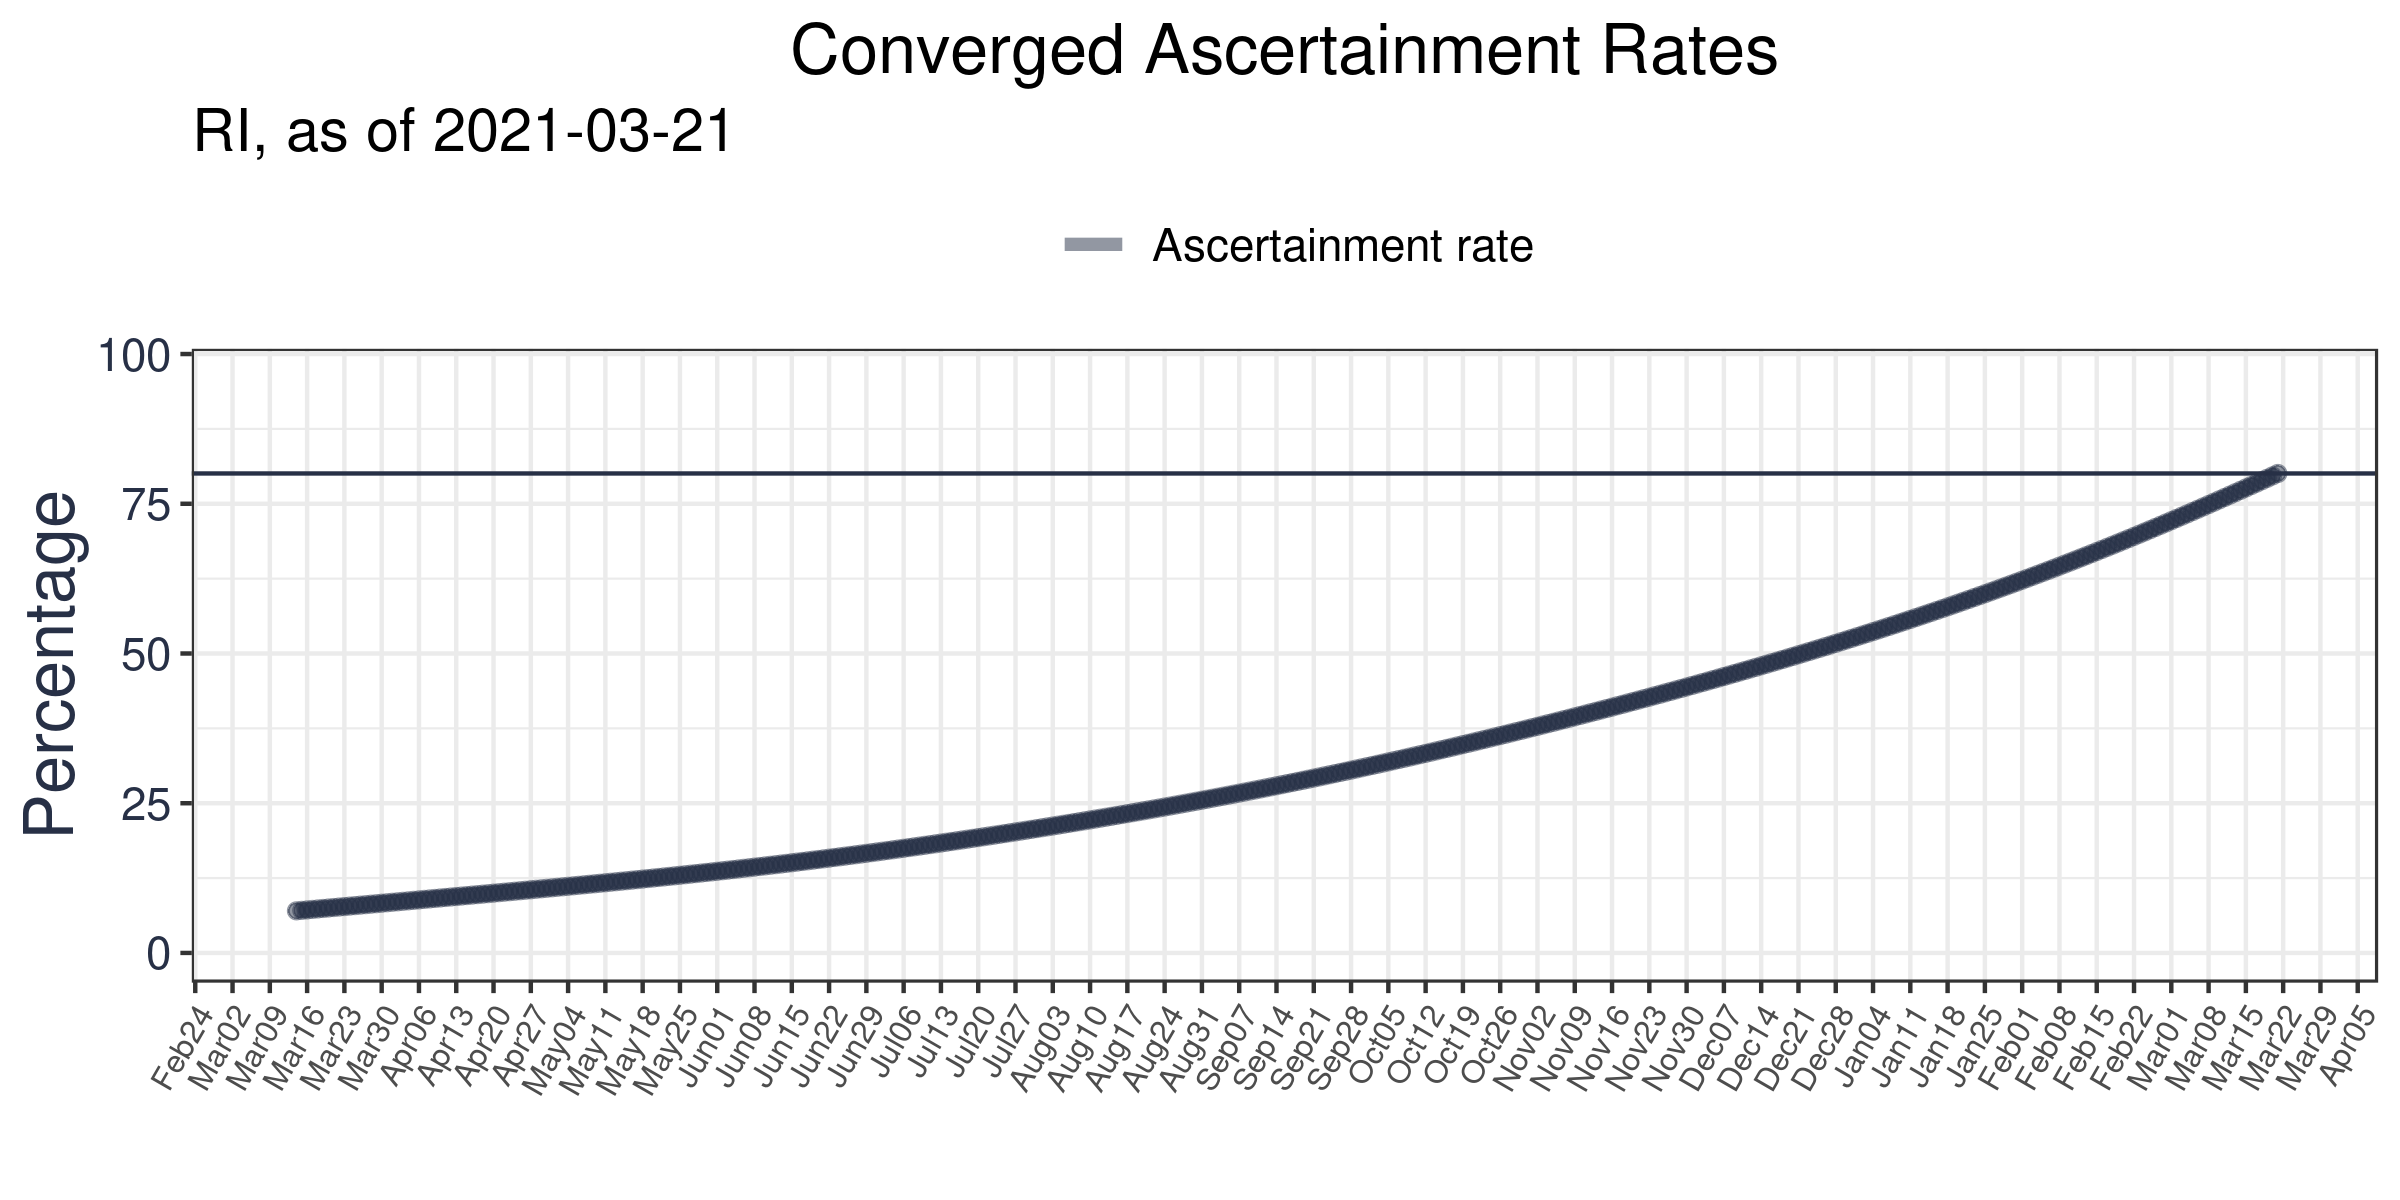 Converged Ascertainment Rates
RI, as of 2021-03-21
Ascertainment rate
Percentage
100
75
50
25
0
Feb24
Mar02
Mar09
Mar16
Mar23
Mar30
Apr06
Apr13
Apr20
Apr27
May04
May11
May18
May25
Jun01
Jun08
Jun15
Jun22
Jun29
Jul06
Jul13
Jul20
Jul27
Aug03
Aug10
Aug17
Aug24
Aug31
Sep07
Sep14
Sep21
Sep28
Oct05
Oct12
Oct19
Oct26
Nov02
Nov09
Nov16
Nov23
Nov30
Dec07
Dec14
Dec21
Dec28
Jan04
Jan11
Jan18
Jan25
Feb01
Feb08
Feb15
Feb22
Mar01
Mar08
Mar15
Mar22
Mar29
Apr05